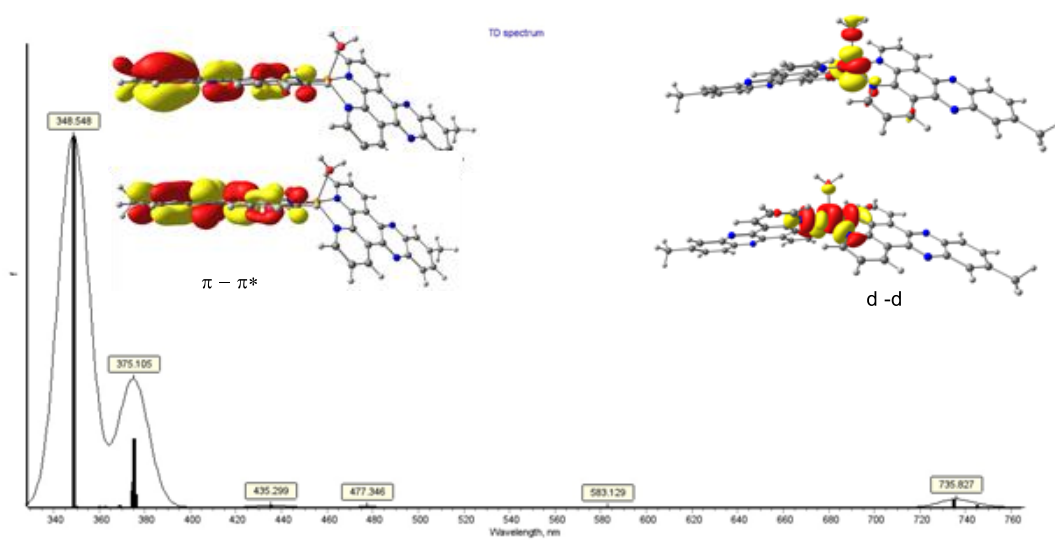 TD spectrum
348.548
375.105
π – π*
d -d
435.299
477.346
583.129
735.827
f
340 360 380 400 420 440 460 480 500 520 540 560 580 600 620 640 660 680 700 720 740 760
Wavelength, nm